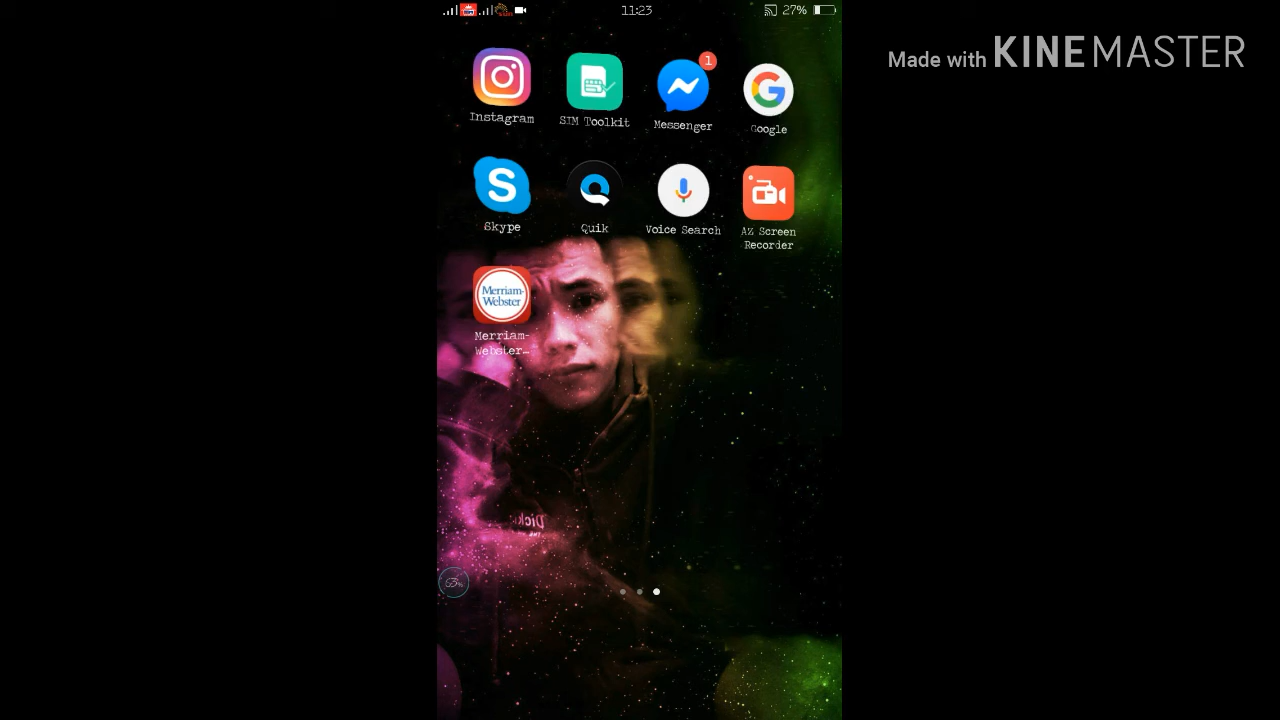 11:23
27%
Made with KINEMASTER
1
Instagram
SIM Toolkit
Messenger
Google
S
Skype
Quik
Voice Search
AZ Screen
Recorder
Merriam-
Webster
Merriam-
Webster…